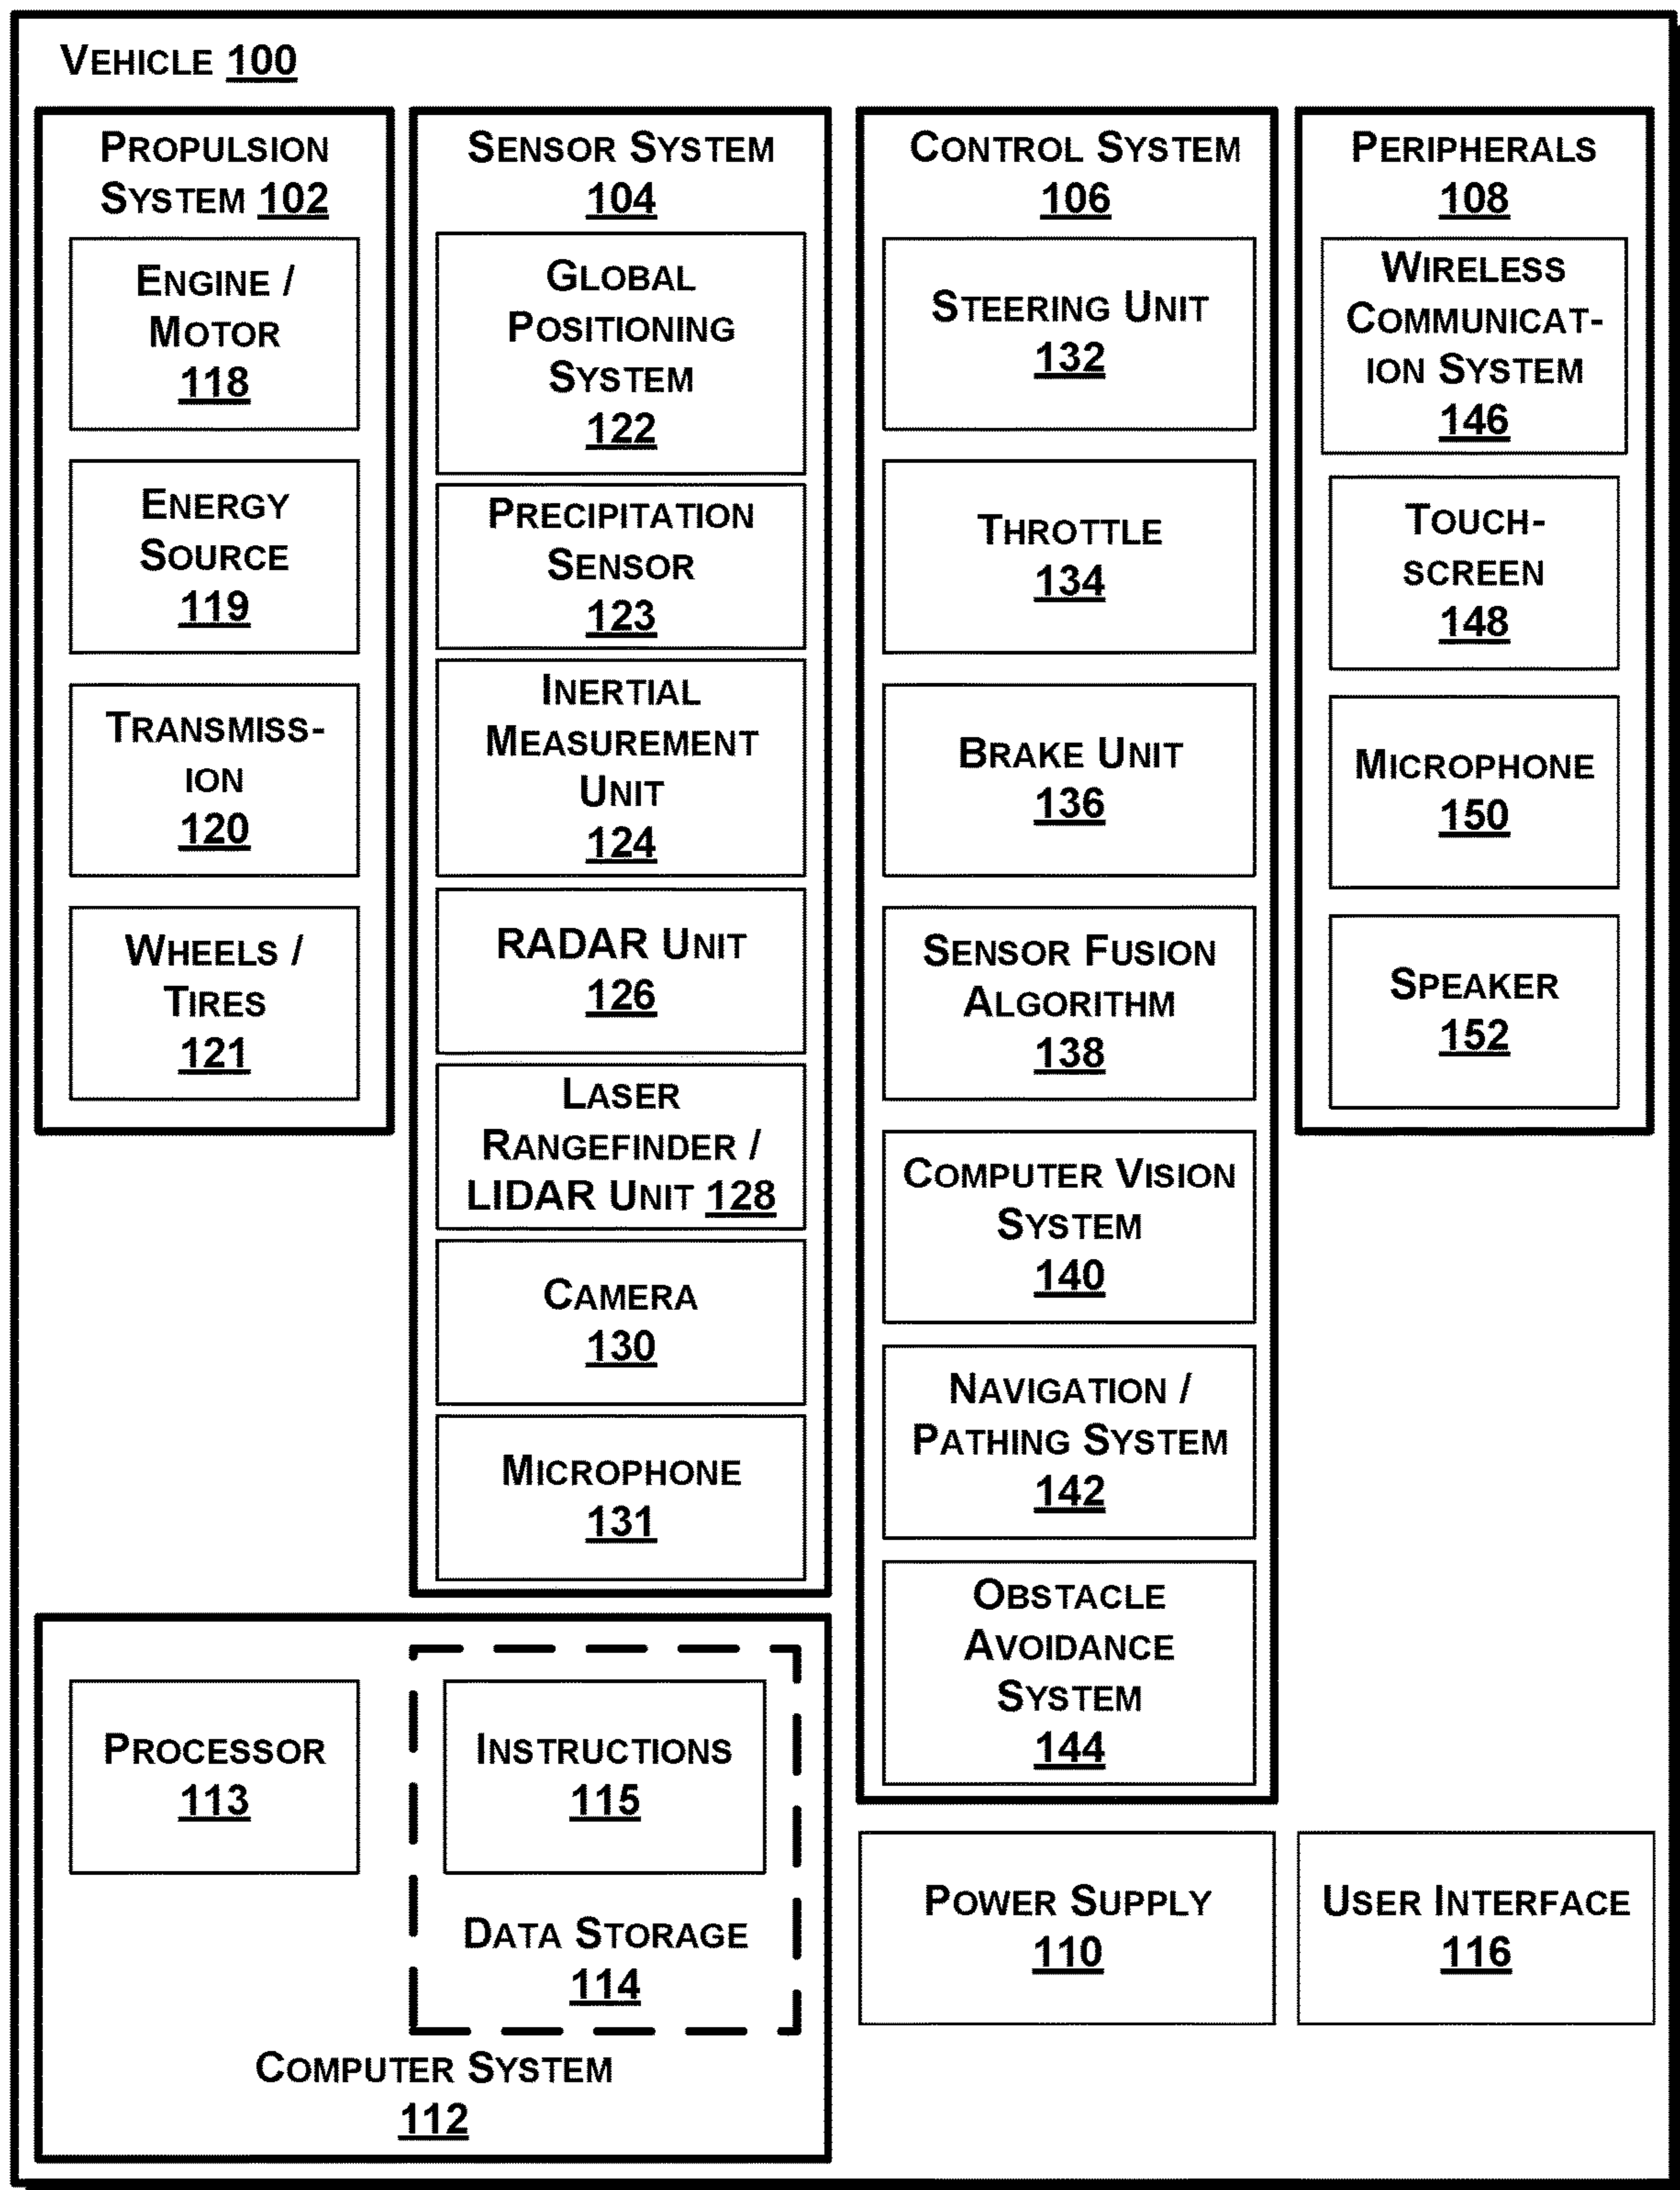 VEHICLE 100
PROPULSION
SYSTEM 102
ENGINE /
MOTOR
118
ENERGY
SOURCE
119
TRANSMISS-
ION
120
WHEELS /
TIRES
121
SENSOR SYSTEM
104
GLOBAL
POSITIONING
SYSTEM
122
PRECIPITATION
SENSOR
123
INERTIAL
MEASUREMENT
UNIT
124
RADAR UNIT
126
LASER
RANGEFINDER /
LIDAR UNIT 128
CAMERA
130
MICROPHONE
131
CONTROL SYSTEM
106
STEERING UNIT
132
THROTTLE
134
BRAKE UNIT
136
SENSOR FUSION
ALGORITHM
138
COMPUTER VISION
SYSTEM
140
NAVIGATION /
PATHING SYSTEM
142
OBSTACLE
AVOIDANCE
SYSTEM
144
PERIPHERALS
108
WIRELESS
COMMUNICAT-
ION SYSTEM
146
TOUCH-
SCREEN
148
MICROPHONE
150
SPEAKER
152
PROCESSOR
113
INSTRUCTIONS
115
DATA STORAGE
114
COMPUTER SYSTEM
112
POWER SUPPLY
110
USER INTERFACE
116